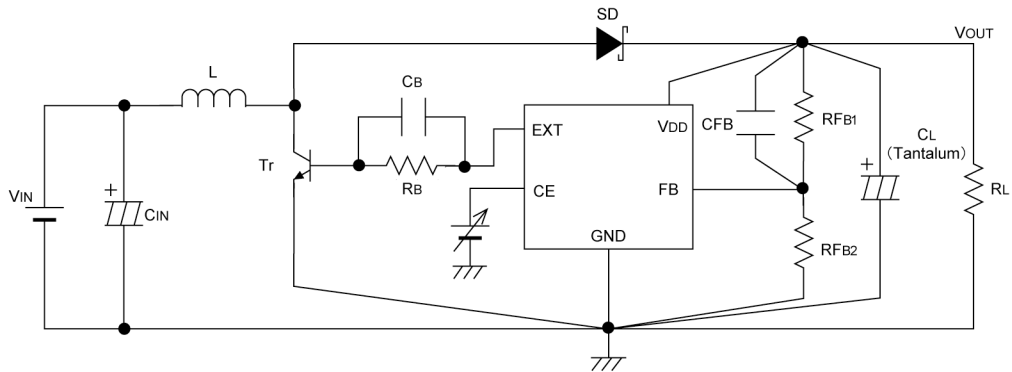 SD
VOUT
L
CB
EXT
VDD
CFB
RFB1
CL
(Tantalum)
Tr
RB
CE
FB
RL
VIN
+
CIN
+
GND
RFB2